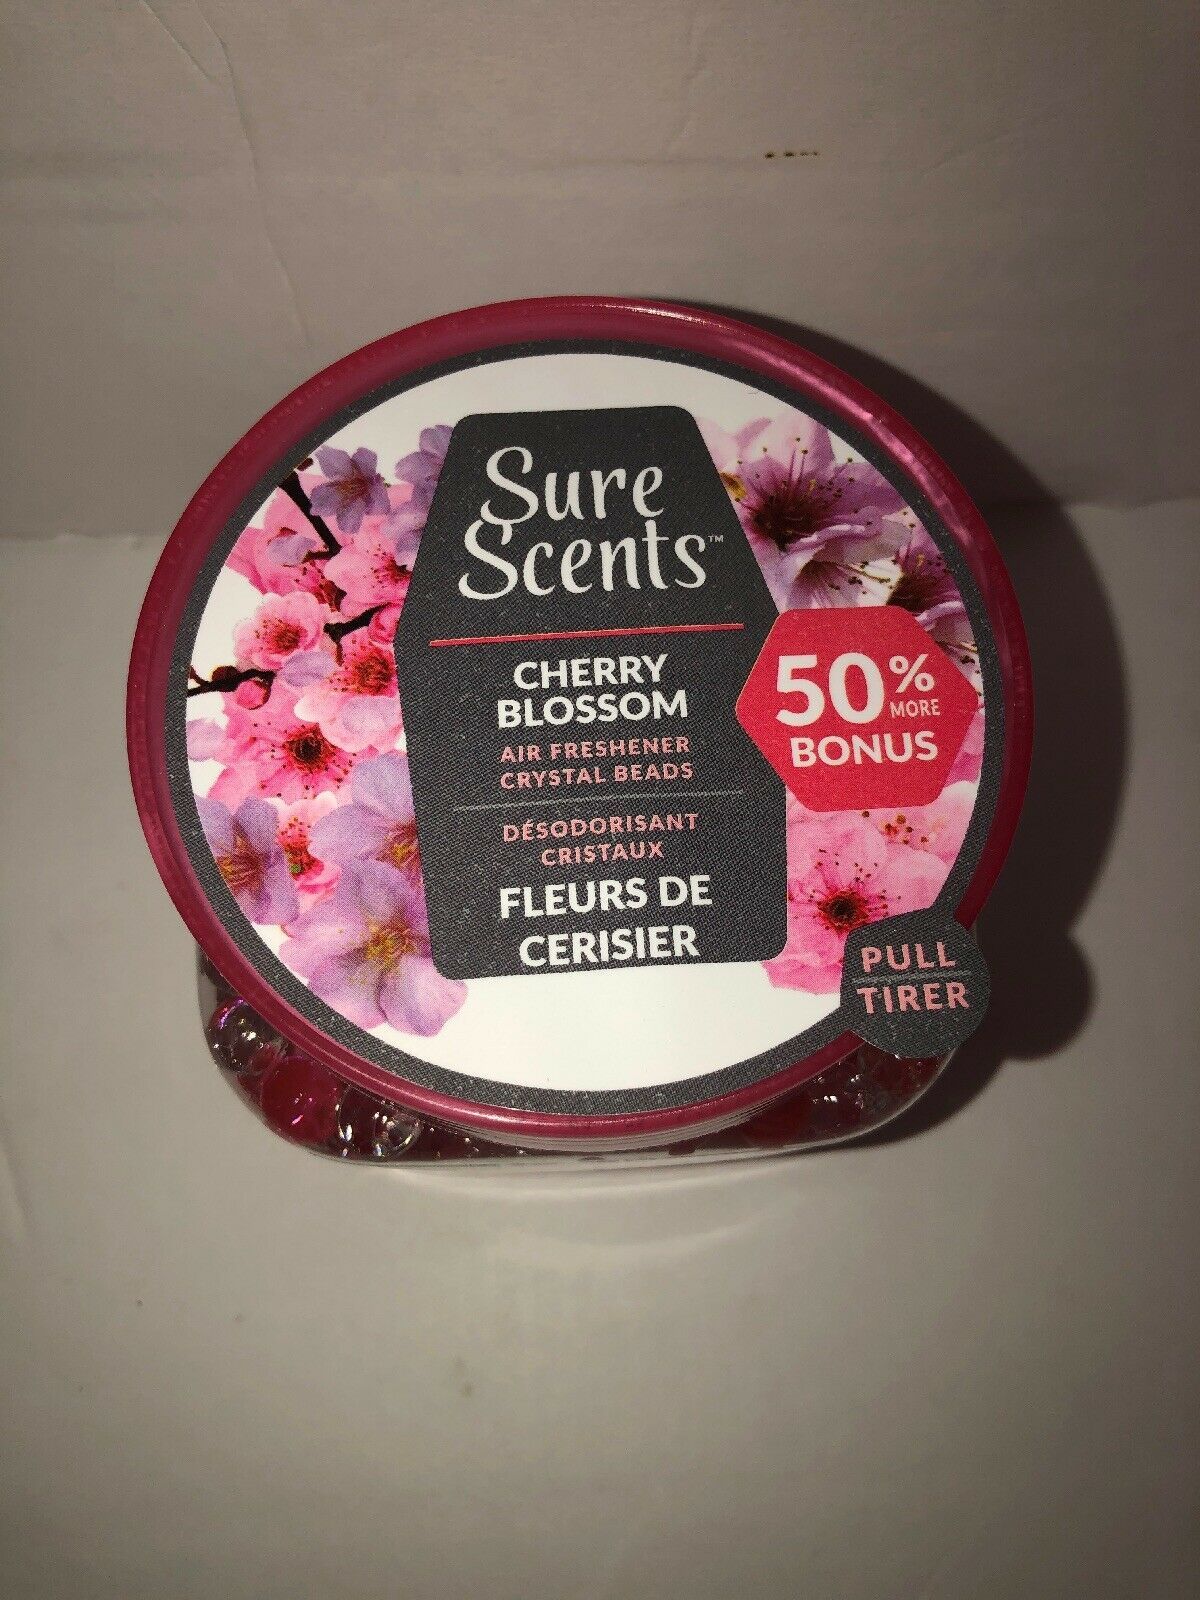 Sure
Scents™
CHERRY
BLOSSOM
AIR FRESHENER
CRYSTAL BEADS
DÉSODORISANT
CRISTAUX
FLEURS DE
CERISIER
50%
MORE
BONUS
PULL
TIRER